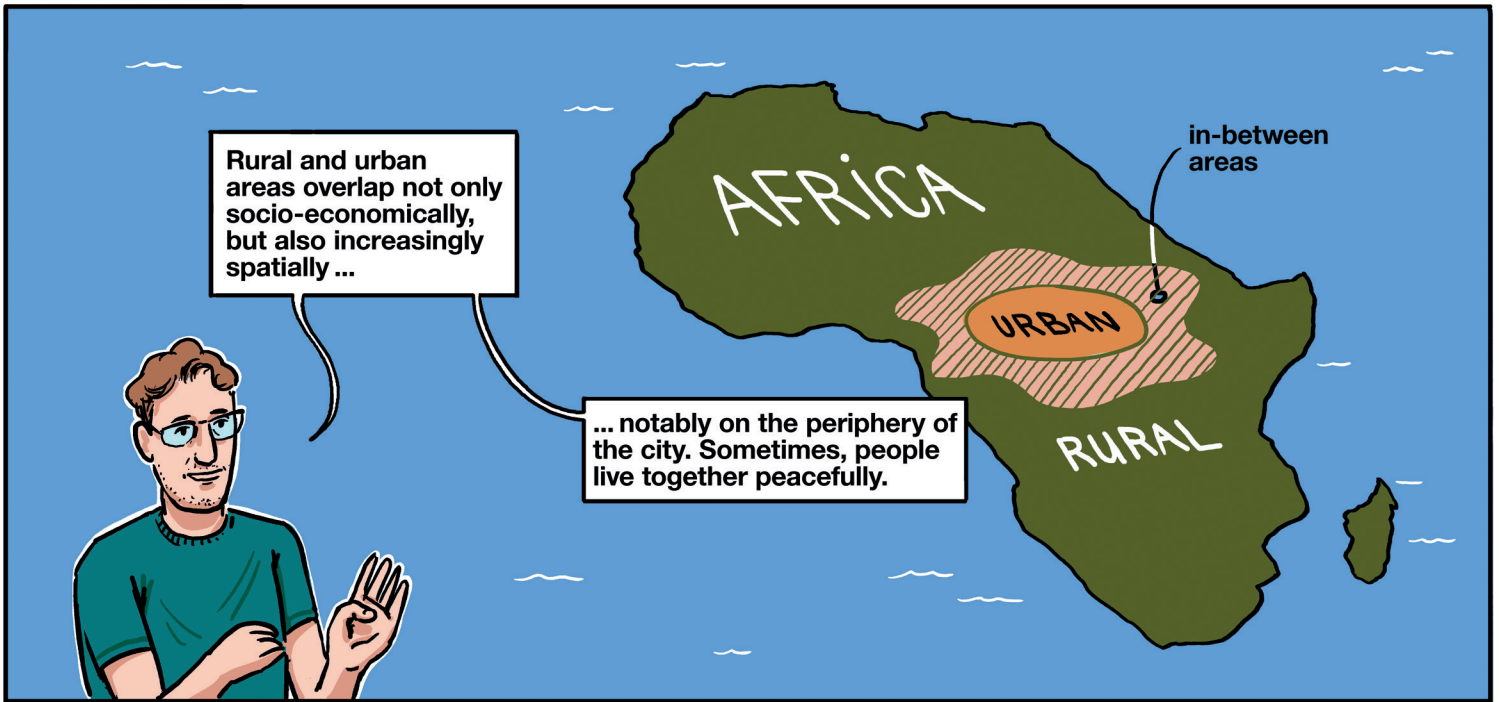 Rural and urban
areas overlap not only
socio-economically,
but also increasingly
spatially ...
... notably on the periphery of
the city. Sometimes, people
live together peacefully.
AFRiCA
in-between
areas
URBAN
RURAL